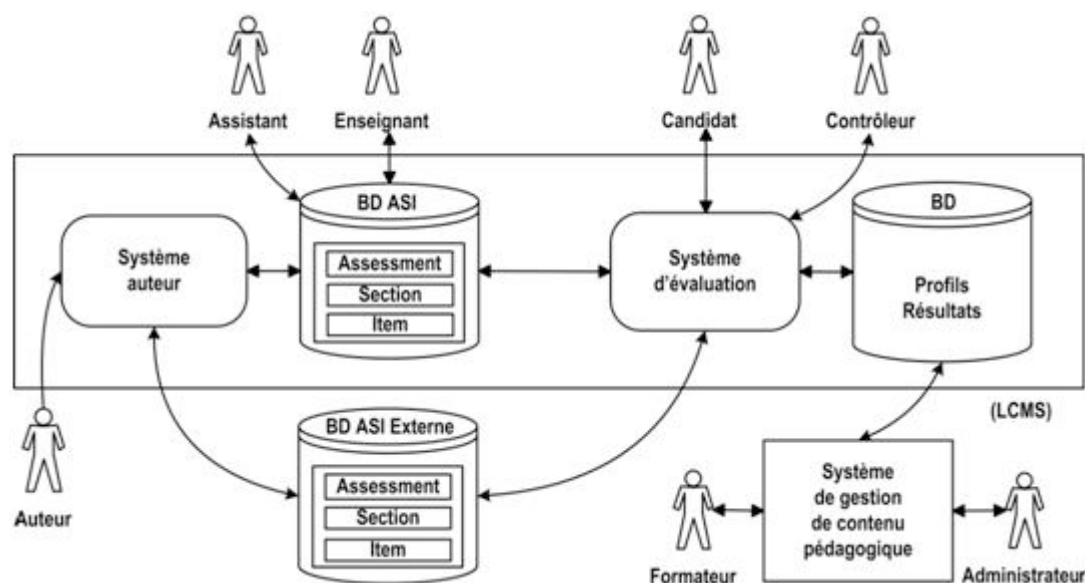 Assistant
Enseignant
Candidat
Contrôleur
BD ASI
Assessment
Section
Item
Système
auteur
Système
d'évaluation
BD
Profils
Résultats
(LCMS)
Auteur
BD ASI Externe
Assessment
Section
Item
Système
de gestion
de contenu
pédagogique
Formateur
Administrateur